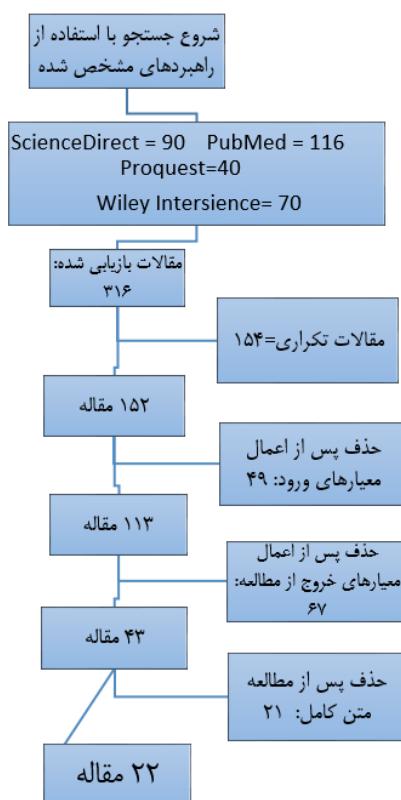 شروع جستجو با استفاده از
راهبردهای مشخص شده
ScienceDirect = 90 PubMed = 116
Proquest=40
Wiley Intersience= 70
مقالات بازیابی شده:
۳۱۶
مقالات تکراری=۱۵۴
۱۵۲ مقاله
حذف پس از اعمال
معیارهای ورود: ۴۹
۱۱۳ مقاله
حذف پس از اعمال
معیارهای خروج از مطالعه:
۶۷
۴۳ مقاله
حذف پس از مطالعه
متن کامل: ۲۱
۲۲ مقاله